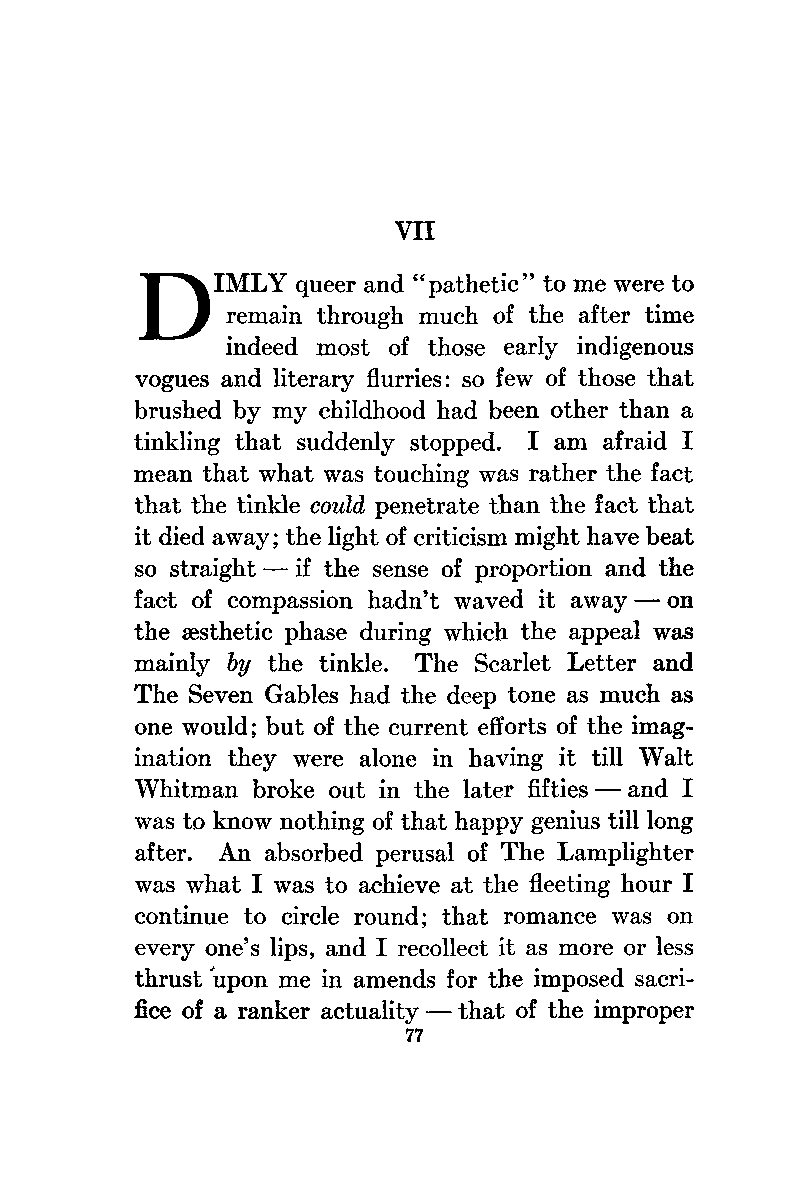 VII
DIMLY queer and “pathetic” to me were to
remain through much of the after time
indeed most of those early indigenous
vogues and literary flurries: so few of those that
brushed by my childhood had been other than a
tinkling that suddenly stopped. I am afraid I
mean that what was touching was rather the fact
that the tinkle could penetrate than the fact that
it died away; the light of criticism might have beat
so straight — if the sense of proportion and the
fact of compassion hadn’t waved it away — on
the æsthetic phase during which the appeal was
mainly by the tinkle. The Scarlet Letter and
The Seven Gables had the deep tone as much as
one would; but of the current efforts of the imag-
ination they were alone in having it till Walt
Whitman broke out in the later fifties — and I
was to know nothing of that happy genius till long
after. An absorbed perusal of The Lamplighter
was what I was to achieve at the fleeting hour I
continue to circle round; that romance was on
every one’s lips, and I recollect it as more or less
thrust upon me in amends for the imposed sacri-
fice of a ranker actuality — that of the improper
77